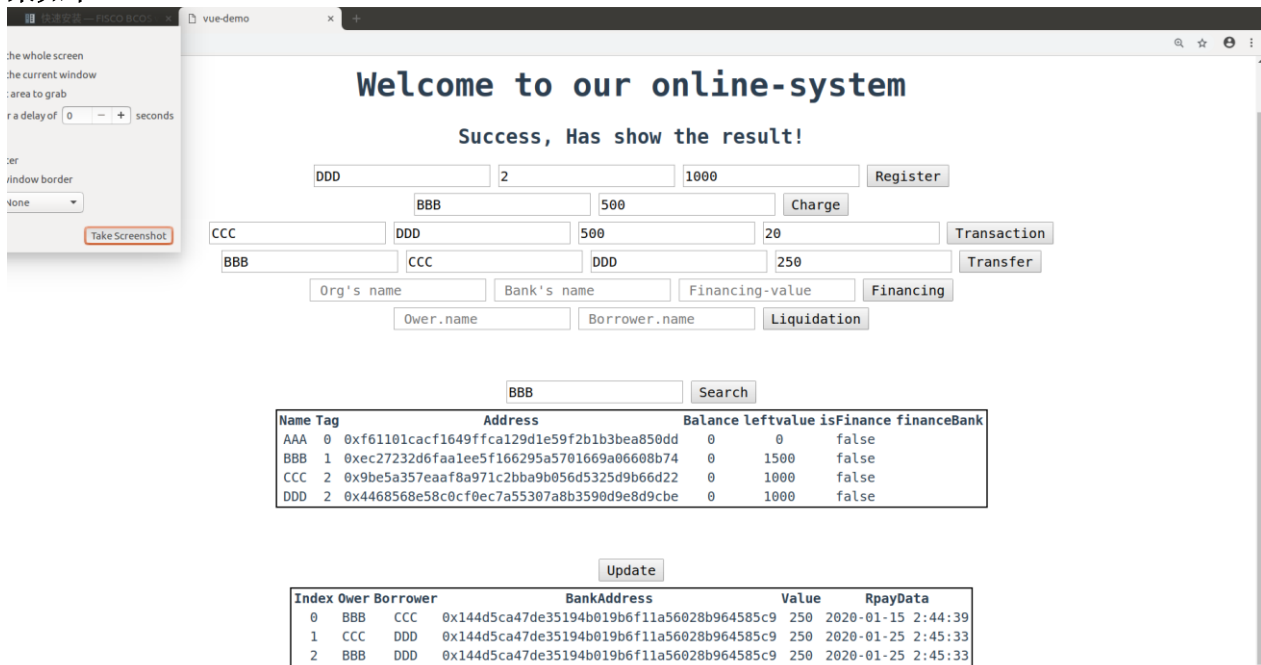 快速安装 — FISCO BCOS × vue-demo × +
the whole screen
the current window
area to grab
r a delay of 0 − + seconds
Welcome to our online-system
Success, Has show the result!
vindow border
None
Take Screenshot
DDD 2 1000 Register
BBB 500 Charge
CCC DDD 500 20 Transaction
BBB CCC DDD 250 Transfer
Org's name Bank's name Financing-value Financing
Ower.name Borrower.name Liquidation
BBB Search
Name Tag Address Balance leftvalue isFinance financeBank
AAA 0 0xf61101cacf1649ffca129d1e59f2b1b3bea850dd 0 0 false
BBB 1 0xec27232d6faa1ee5f166295a5701669a06608b74 0 1500 false
CCC 2 0x9be5a357eaaf8a971c2bba9b056d5325d9b66d22 0 1000 false
DDD 2 0x4468568e58c0cf0ec7a55307a8b3590d9e8d9cbe 0 1000 false
Update
Index Ower Borrower BankAddress Value RpayData
0 BBB CCC 0x144d5ca47de35194b019b6f11a56028b964585c9 250 2020-01-15 2:44:39
1 CCC DDD 0x144d5ca47de35194b019b6f11a56028b964585c9 250 2020-01-25 2:45:33
2 BBB DDD 0x144d5ca47de35194b019b6f11a56028b964585c9 250 2020-01-25 2:45:33